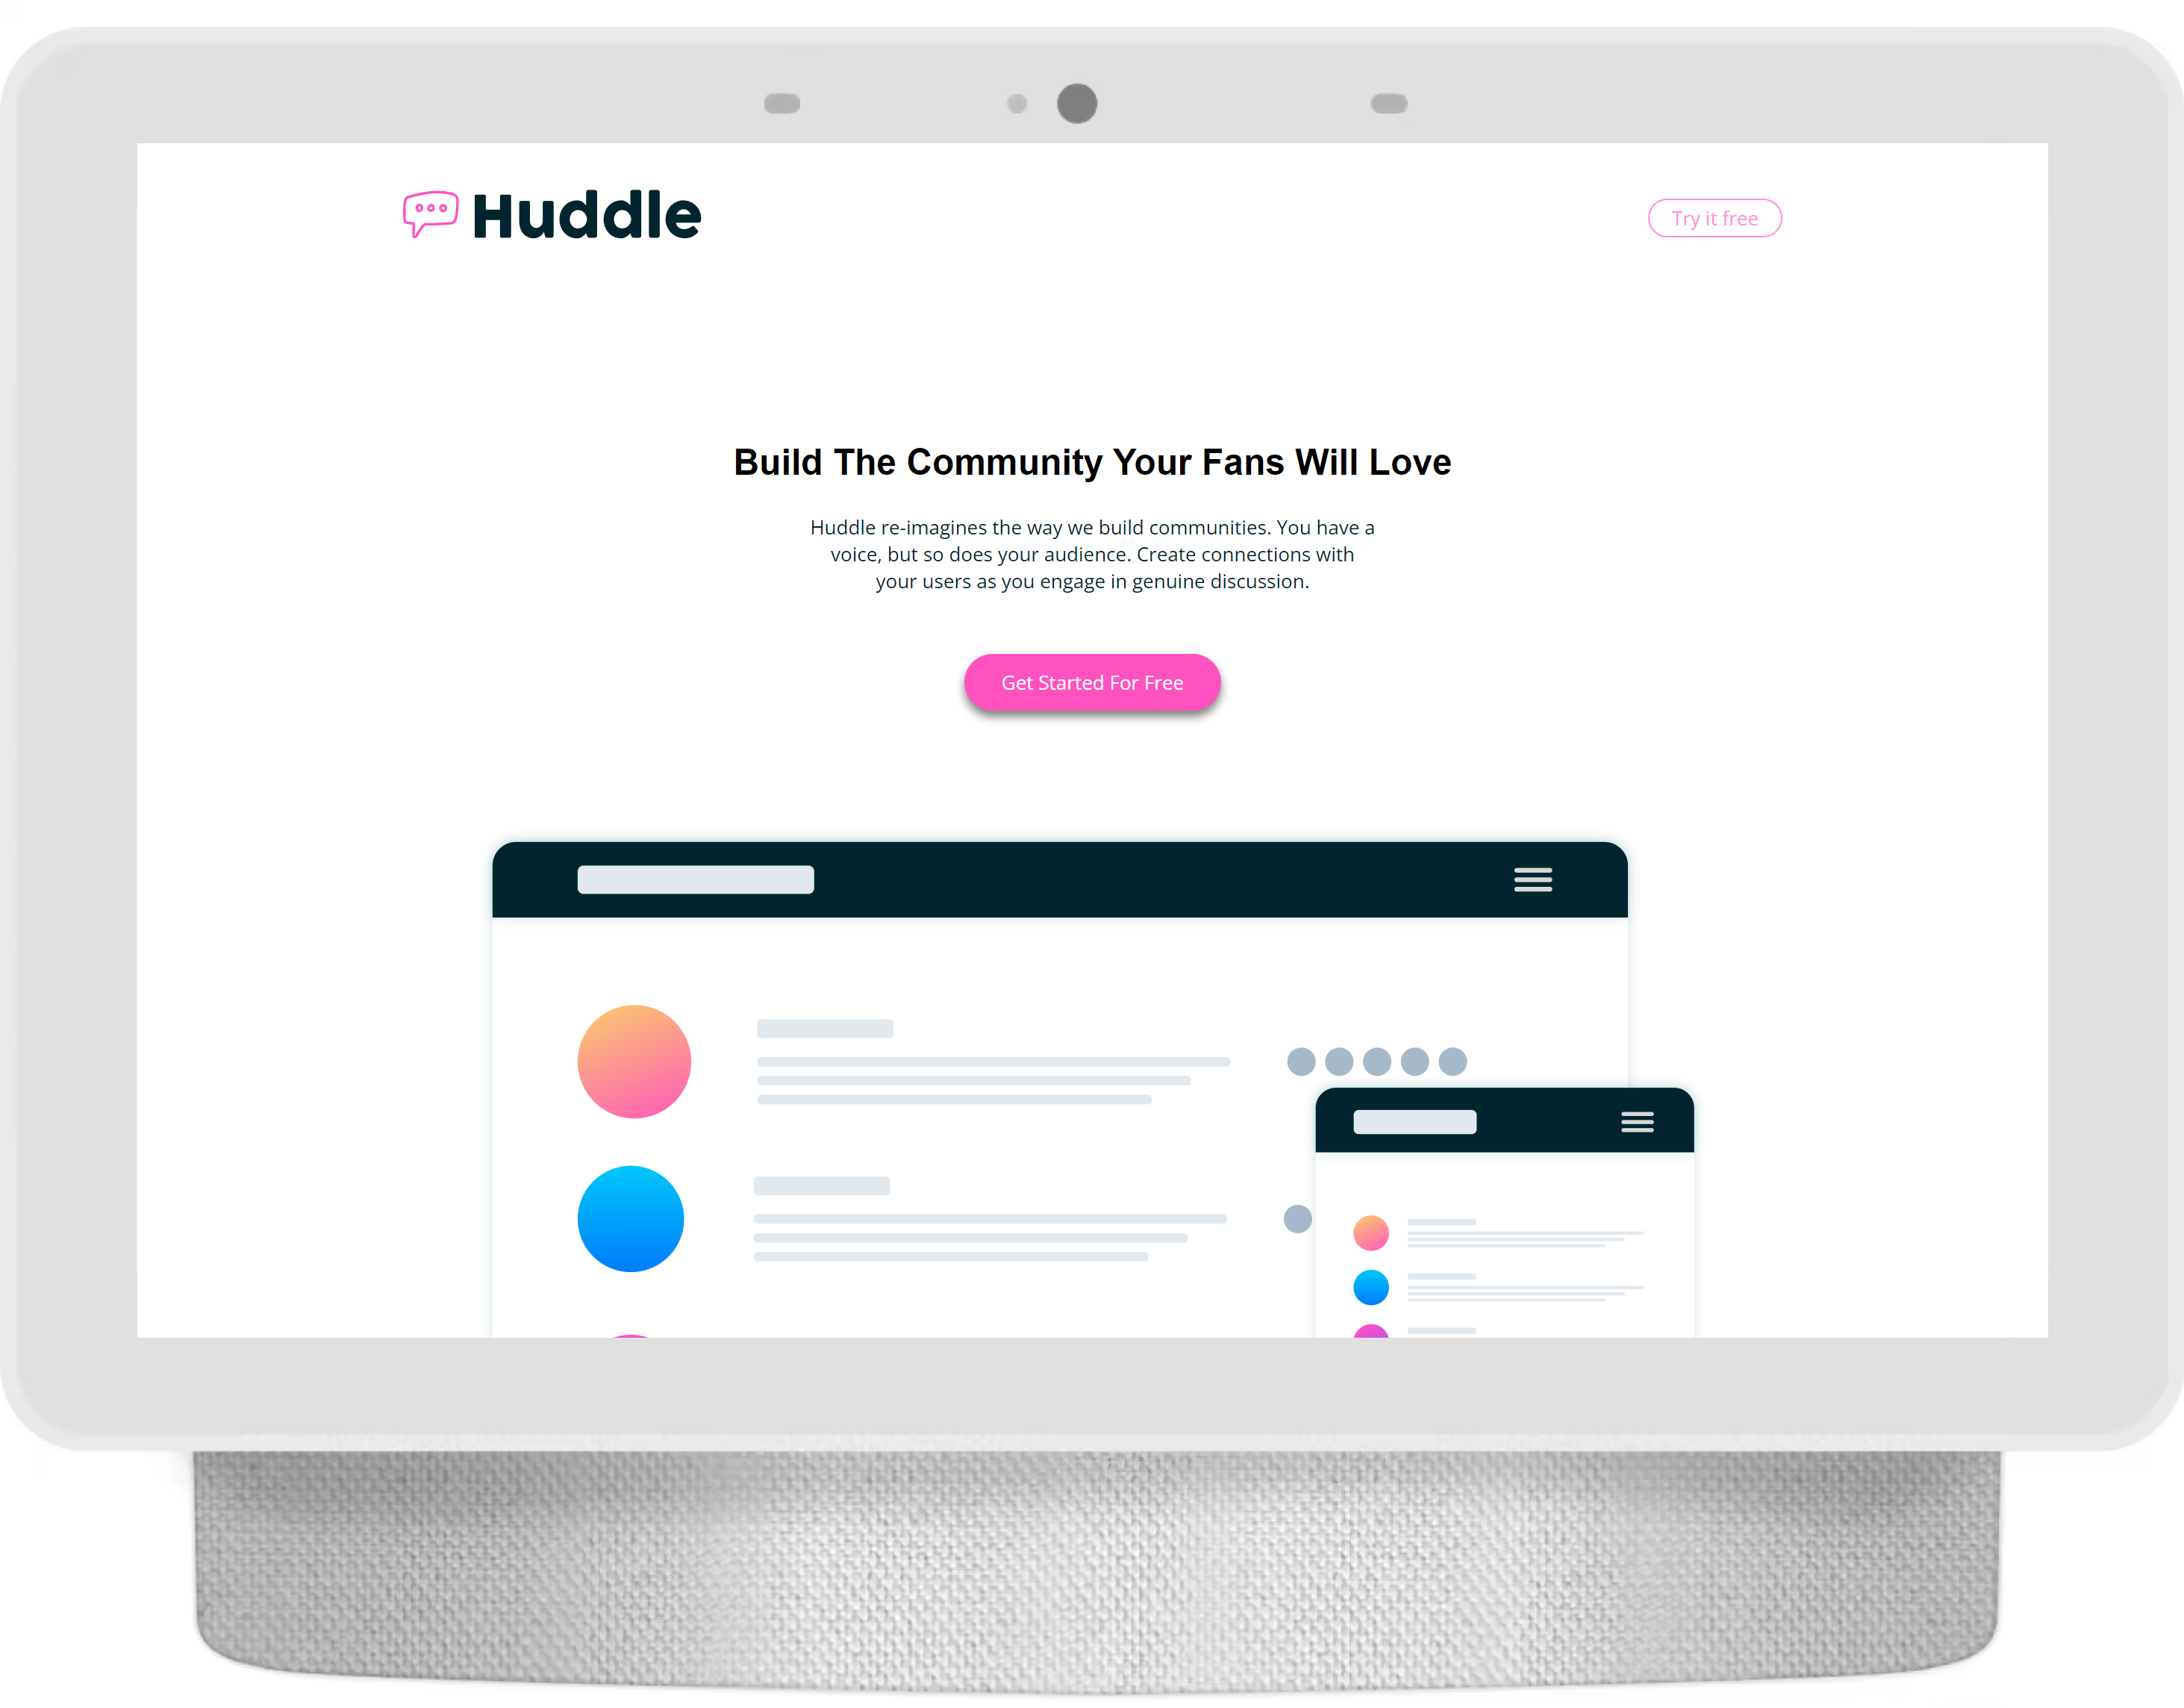 Huddle
Try it free
Build The Community Your Fans Will Love
Huddle re-imagines the way we build communities. You have a
voice, but so does your audience. Create connections with
your users as you engage in genuine discussion.
Get Started For Free